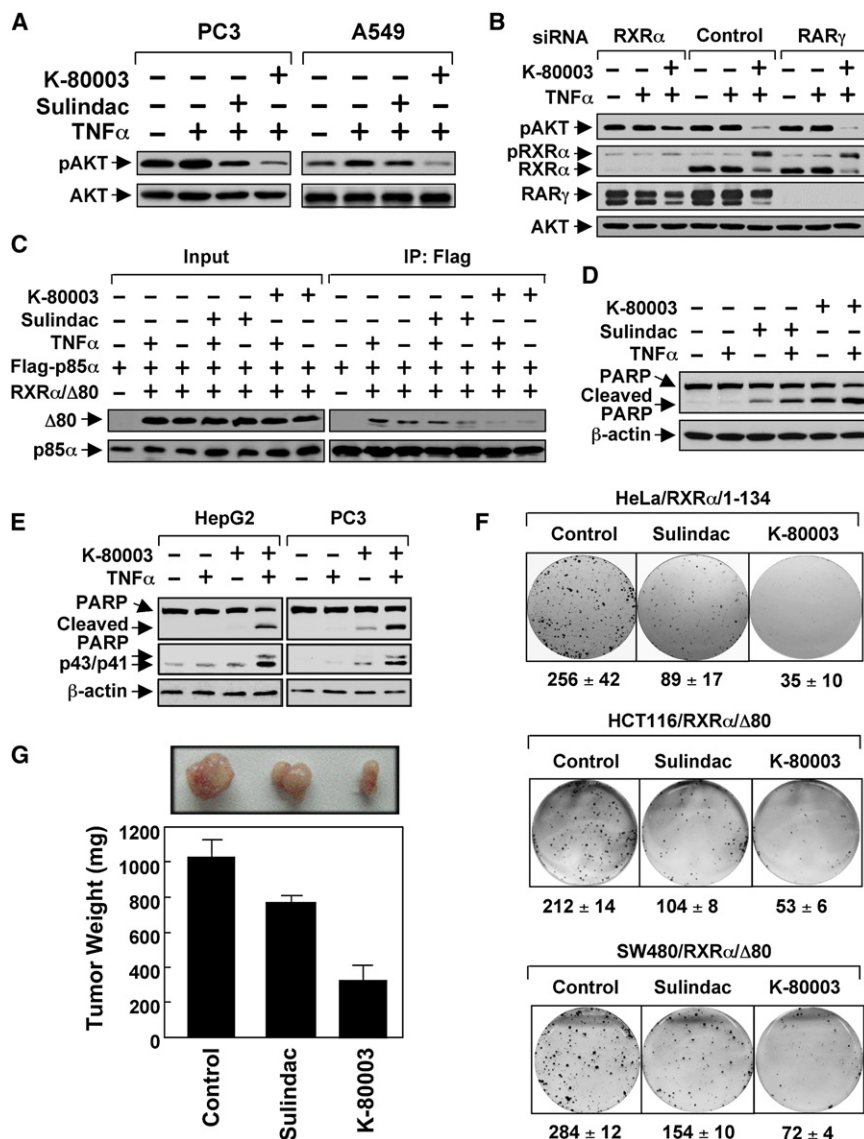 A
PC3 A549
K-80003 – – – + – – – +
Sulindac – – + – – – + –
TNFα – + + + – + + +
pAKT
AKT
B
siRNA RXRα Control RARγ
K-80003 – – + – – + – – +
TNFα – + + – + + – + +
pAKT
pRXRα
RXRα
RARγ
AKT
C
Input IP: Flag
K-80003 – – – – – + + – – – – – + +
Sulindac – – – + + – – – – – + + – –
TNFα – + – + – + – – + – + – + –
Flag-p85α + + + + + + + + + + + + + +
RXRα/Δ80 – + + + + + + – + + + + + +
Δ80
p85α
D
K-80003 – – – – + +
Sulindac – – + + – –
TNFα – + – + – +
PARP
Cleaved
PARP
β-actin
E
HepG2 PC3
K-80003 – – + + – – + +
TNFα – + – + – + – +
PARP
Cleaved
PARP
p43/p41
β-actin
F
HeLa/RXRα/1-134
Control Sulindac K-80003
256 ± 42 89 ± 17 35 ± 10
HCT116/RXRα/Δ80
Control Sulindac K-80003
212 ± 14 104 ± 8 53 ± 6
SW480/RXRα/Δ80
Control Sulindac K-80003
284 ± 12 154 ± 10 72 ± 4
G
Tumor Weight (mg)
1200
1000
800
600
400
200
0
Control
Sulindac
K-80003